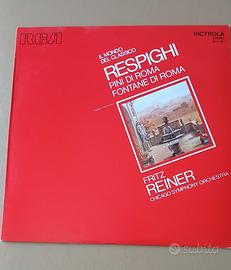 RCA
VICTROLA
IL MONDO
DEL CLASSICO
RESPIGHI
PINI DI ROMA
FONTANE DI ROMA
FRITZ
REINER
CHICAGO SYMPHONY ORCHESTRA
subito